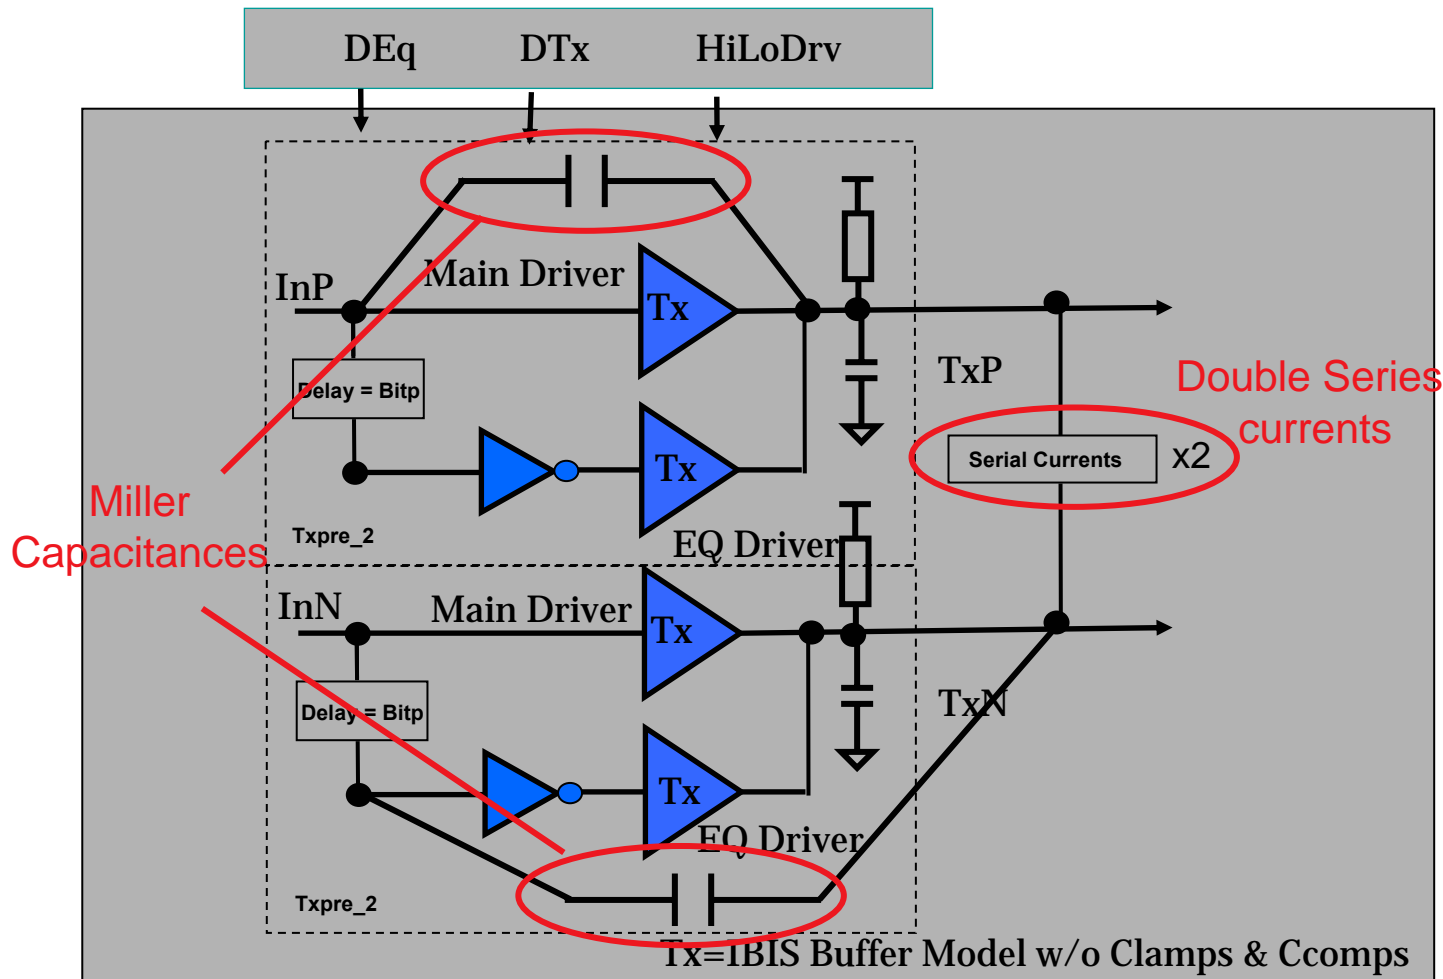 DEq DTx HiLoDrv
InP
Main Driver
Tx
Delay = Bitp
TxP
Double Series
currents
Serial Currents x2
Tx
Miller
Capacitances
Txpre_2
EQ Driver
InN
Main Driver
Tx
Delay = Bitp
TxN
Tx
EQ Driver
Txpre_2
Tx=IBIS Buffer Model w/o Clamps & Ccomps